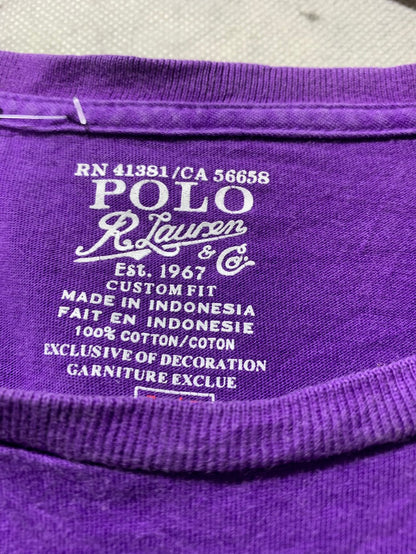 RN 41381/CA 56658
POLO
R. Lauren
& Co.
EST. 1967
CUSTOM FIT
MADE IN INDONESIA
FAIT EN INDONESIE
100% COTTON/COTON
EXCLUSIVE OF DECORATION
GARNITURE EXCLUE